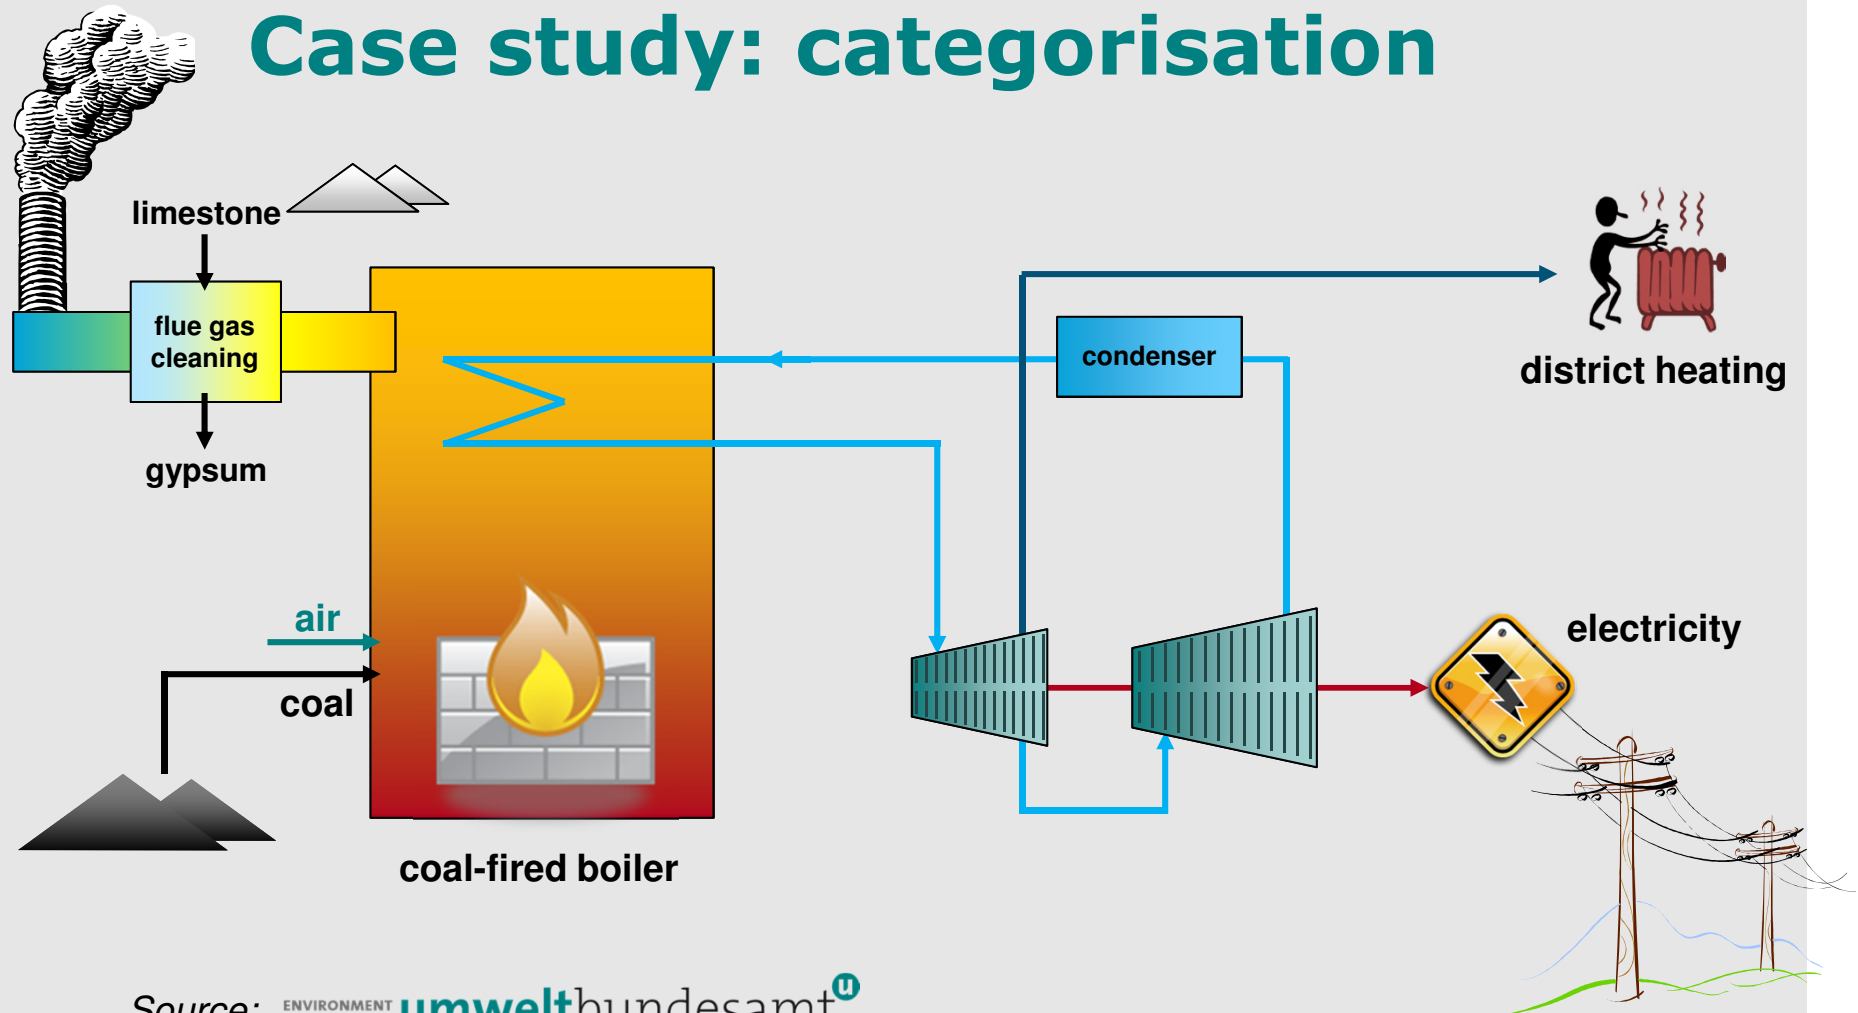 Case study: categorisation
limestone
flue gas
cleaning
gypsum
air
coal
coal-fired boiler
condenser
district heating
electricity
Source: ENVIRONMENT umweltbundesamt u